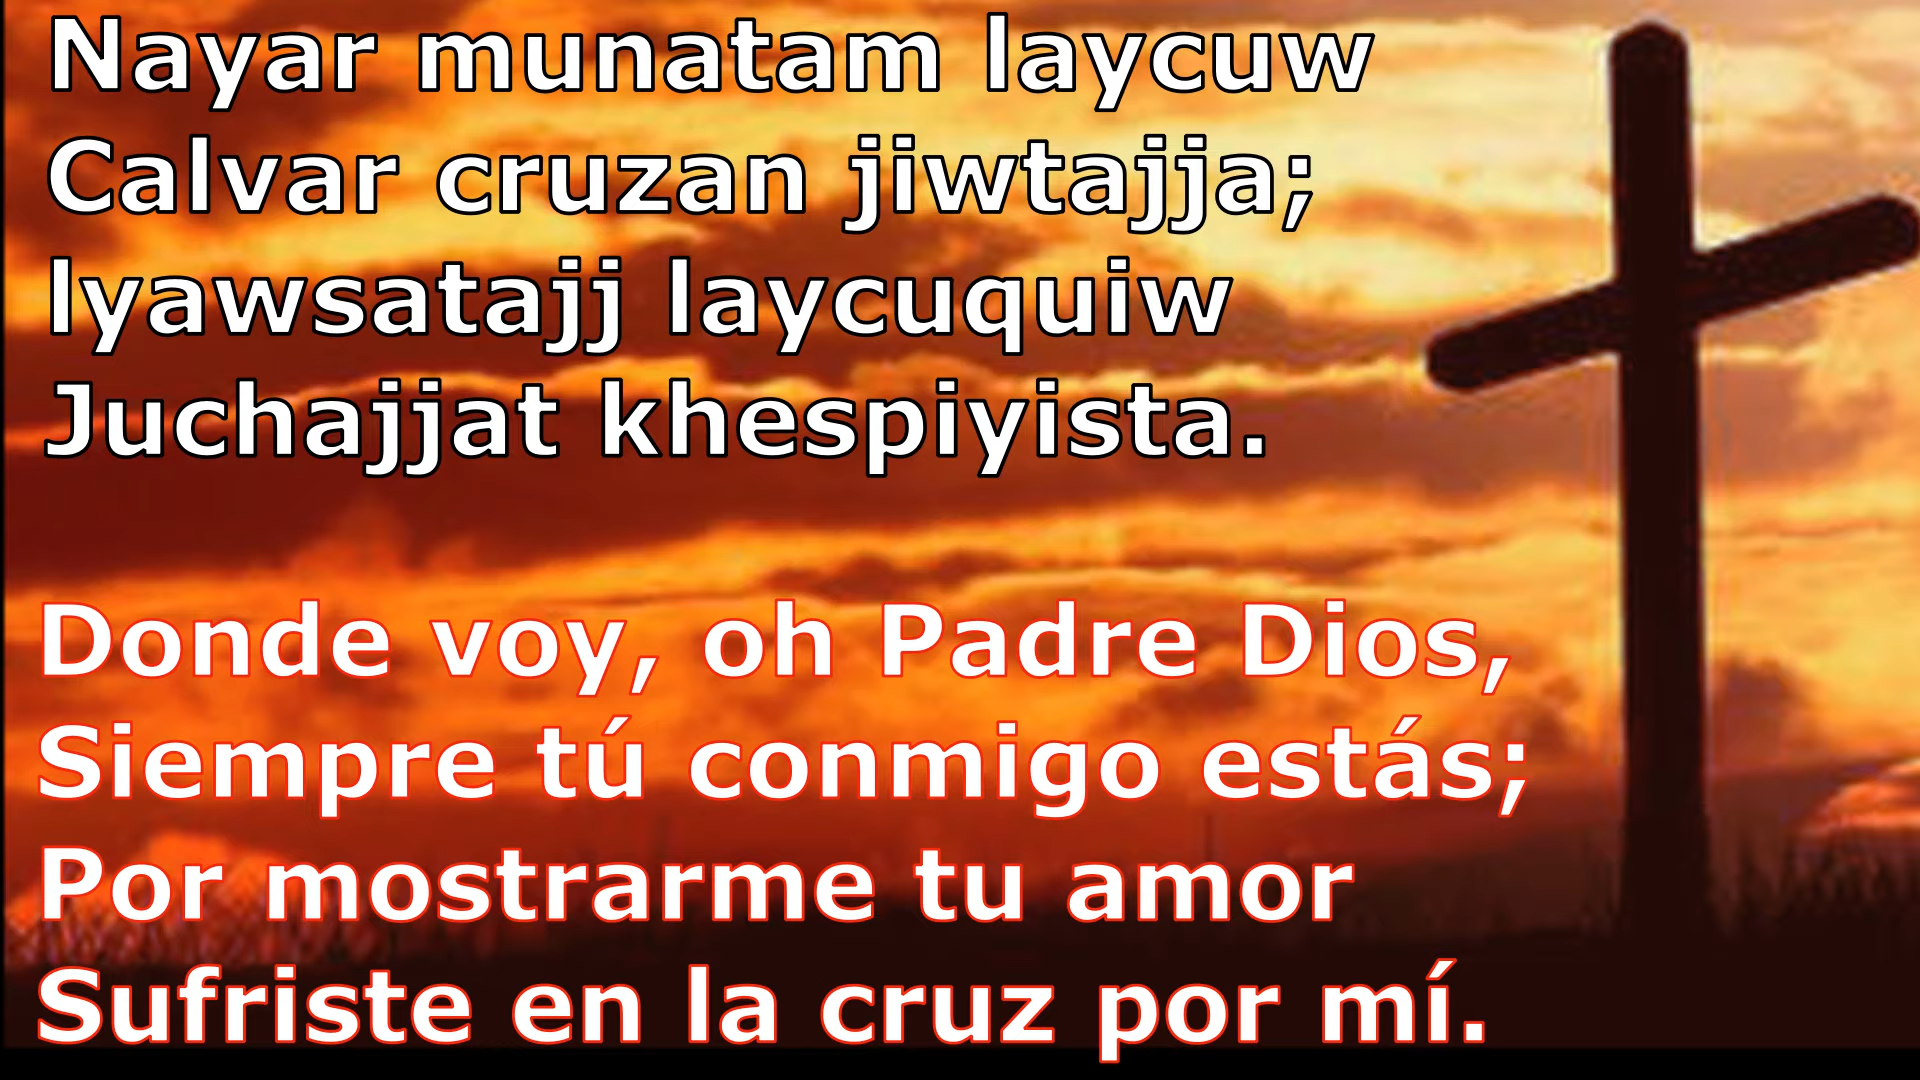 Nayar munatam laycuw
Calvar cruzan jiwtajja;
lyawsatajj laycuquiw
Juchajjat khespiyista.
Donde voy, oh Padre Dios,
Siempre tú conmigo estás;
Por mostrarme tu amor
Sufriste en la cruz por mí.